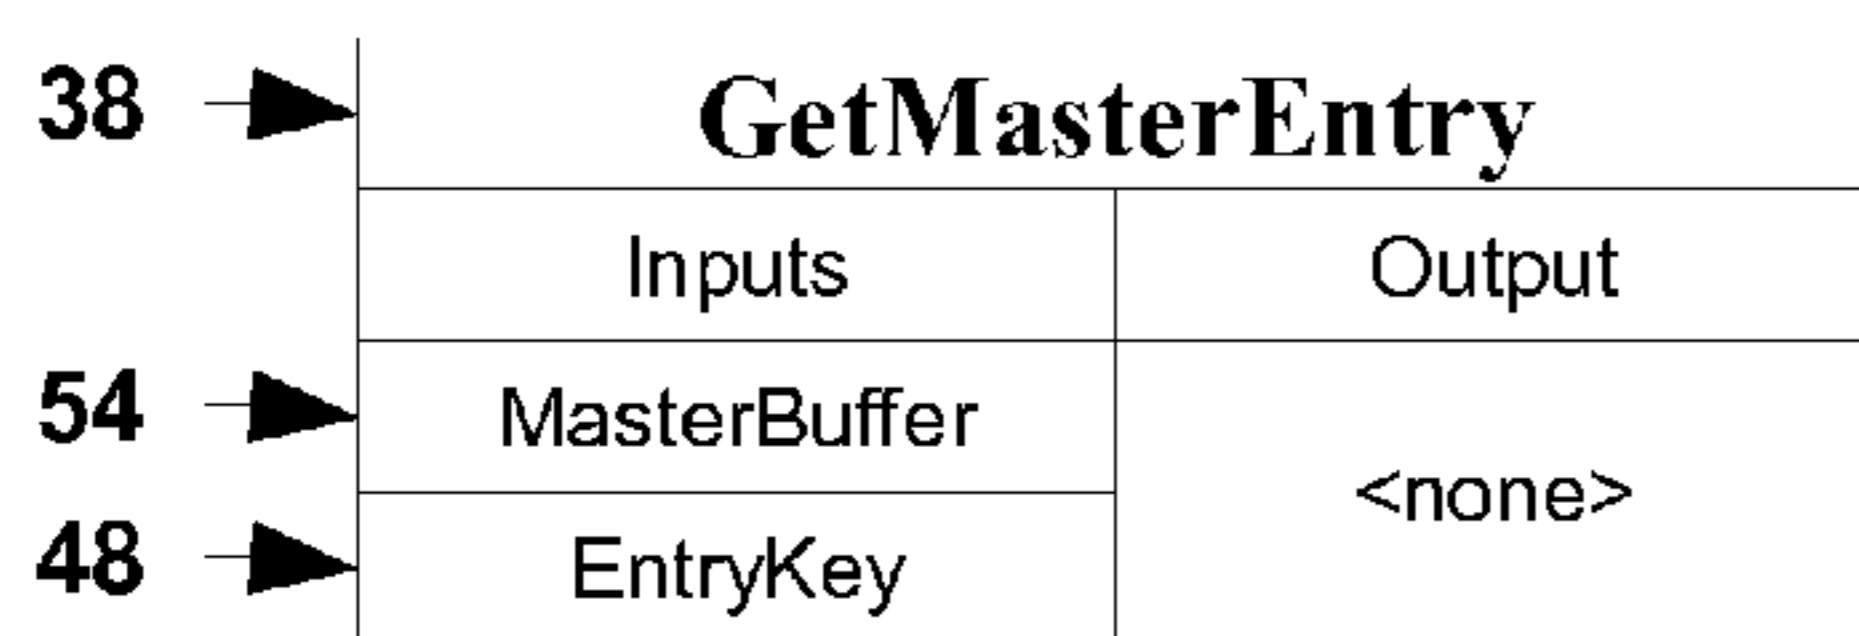 38 GetMasterEntry
Inputs Output
54 MasterBuffer
<none>
48 EntryKey